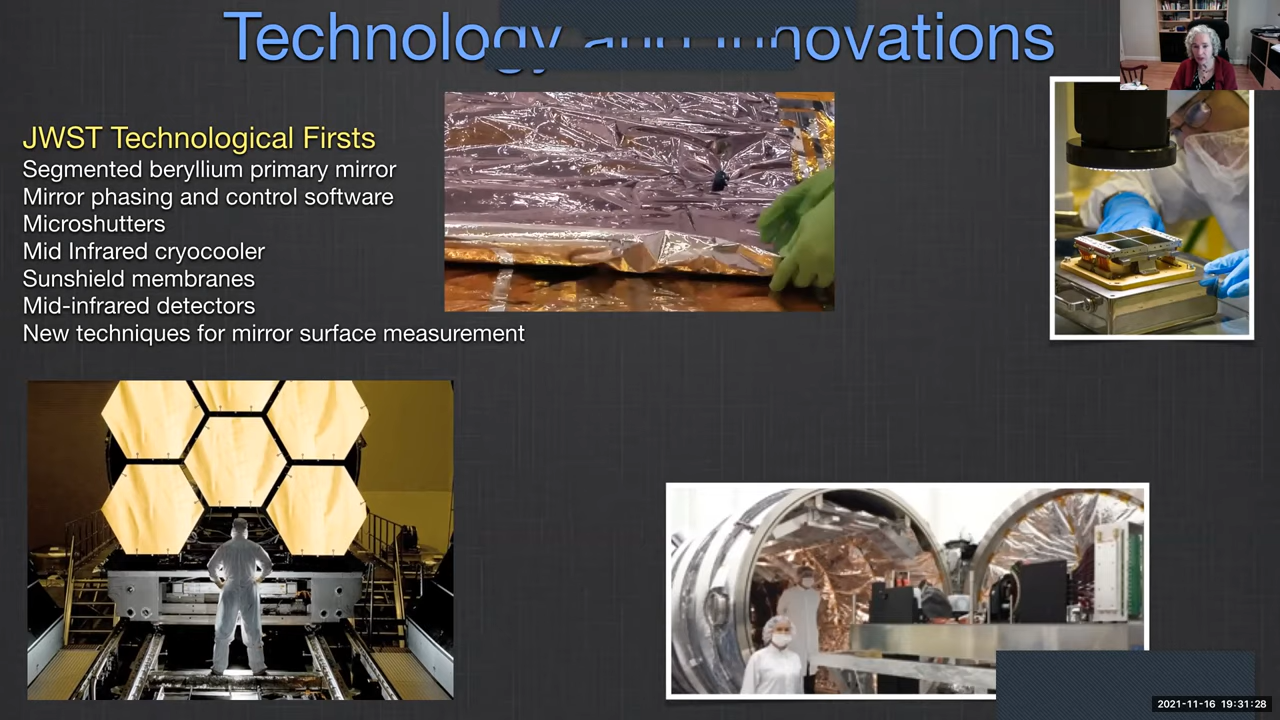 Technology and Innovations
JWST Technological Firsts
Segmented beryllium primary mirror
Mirror phasing and control software
Microshutters
Mid Infrared cryocooler
Sunshield membranes
Mid-infrared detectors
New techniques for mirror surface measurement
2021-11-16 19:31:28